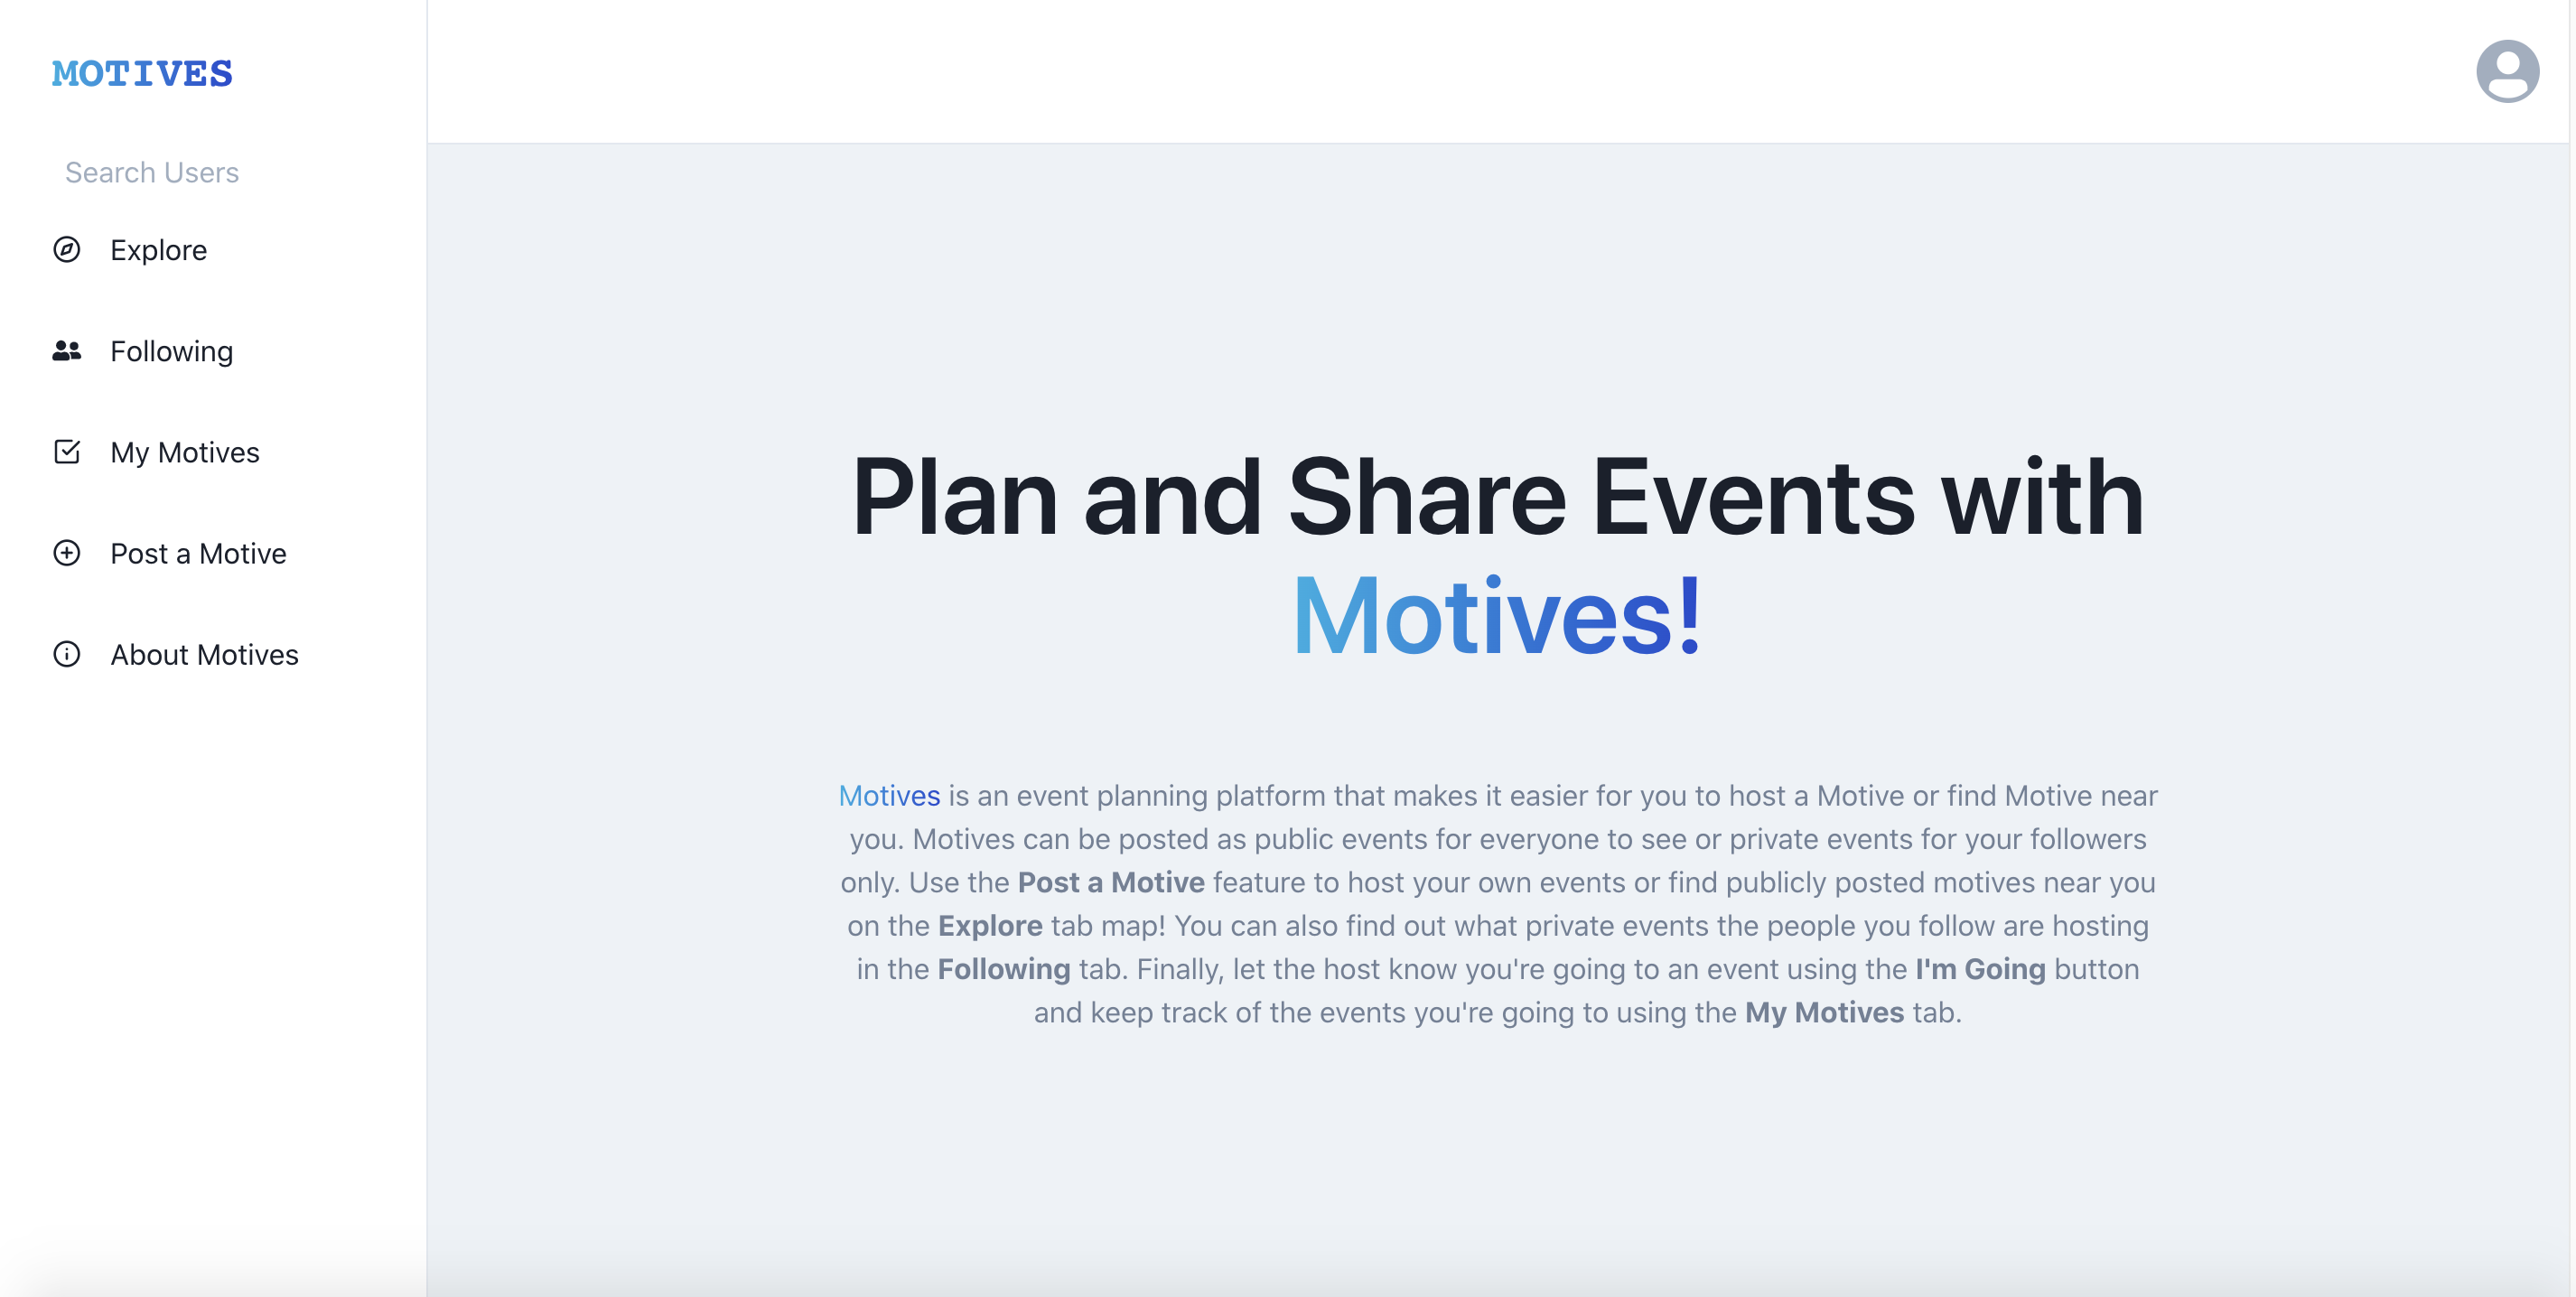 MOTIVES
Search Users
Explore
Following
My Motives
Post a Motive
About Motives
Plan and Share Events with
Motives!
Motives is an event planning platform that makes it easier for you to host a Motive or find Motive near
you. Motives can be posted as public events for everyone to see or private events for your followers
only. Use the Post a Motive feature to host your own events or find publicly posted motives near you
on the Explore tab map! You can also find out what private events the people you follow are hosting
in the Following tab. Finally, let the host know you're going to an event using the I'm Going button
and keep track of the events you're going to using the My Motives tab.